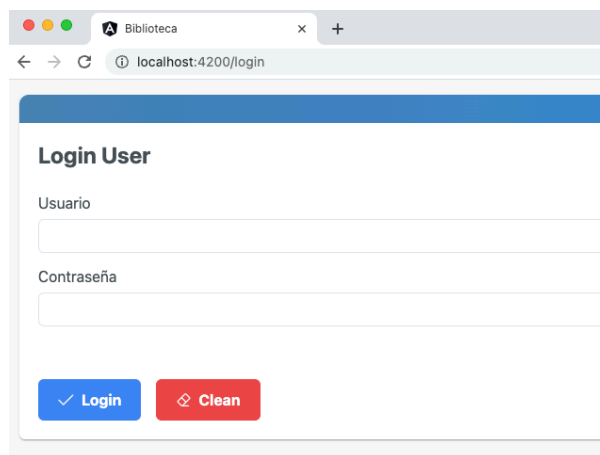 Biblioteca
localhost:4200/login
Login User
Usuario
Contraseña
Login Clean